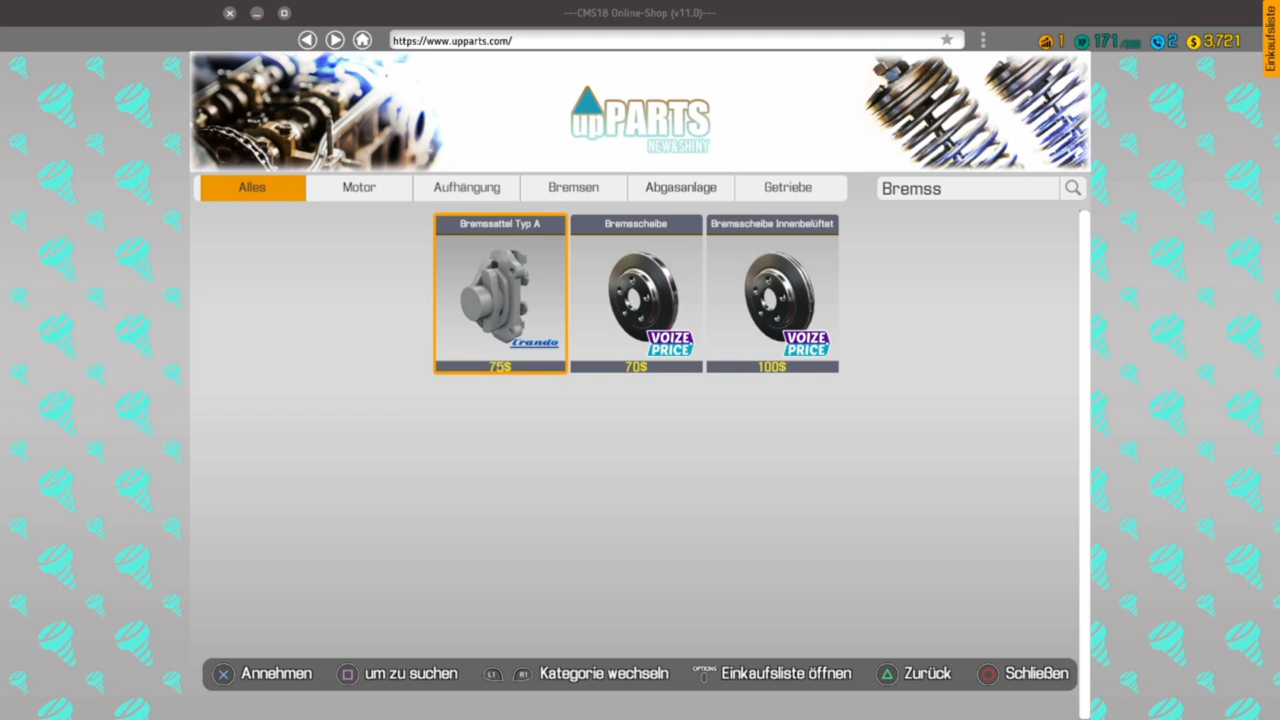 ---CMS18 Online-Shop (v11.0)---
Einkaufsliste
https://www.upparts.com/
1
171
2
$ 3,721
upPARTS
NEW&SHINY
Alles
Motor
Aufhängung
Bremsen
Abgasanlage
Getriebe
Bremss
Bremssattel Typ A
Bremsscheibe
Bremsscheibe Innenbelüftet
VOIZE
PRICE
VOIZE
PRICE
75$
70$
100$
Annehmen
um zu suchen
L1
R1
Kategorie wechseln
OPTIONS
Einkaufsliste öffnen
Zurück
Schließen